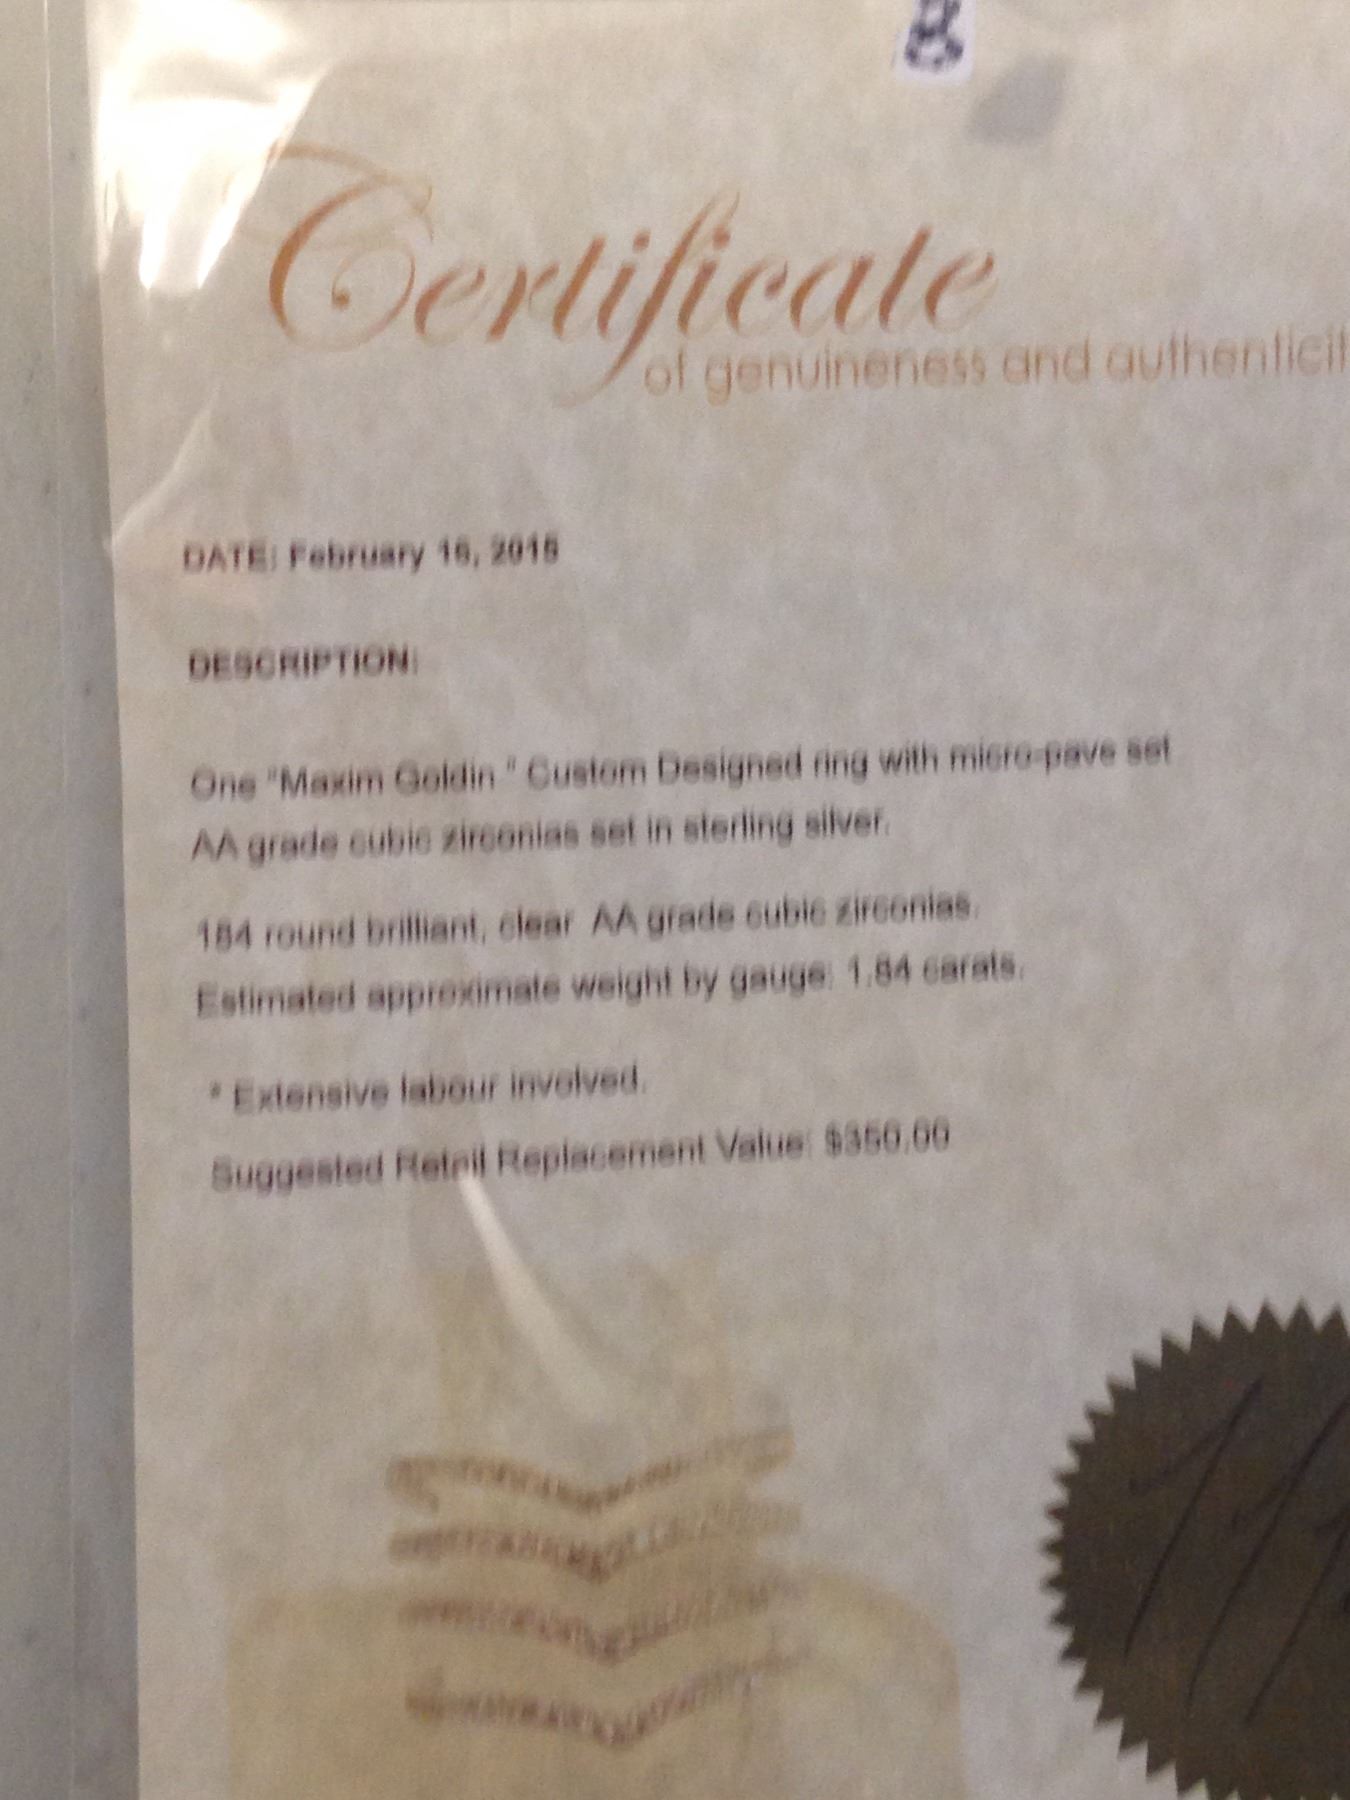 Certificate
of genuineness and authenticit
DATE: February 16, 2015
DESCRIPTION:
One "Maxim Goldin " Custom Designed ring with micro-pave set
AA grade cubic zirconias set in sterling silver.
184 round brilliant, clear AA grade cubic zirconias.
Estimated approximate weight by gauge: 1.84 carats.
* Extensive labour involved.
Suggested Retail Replacement Value: $350.00